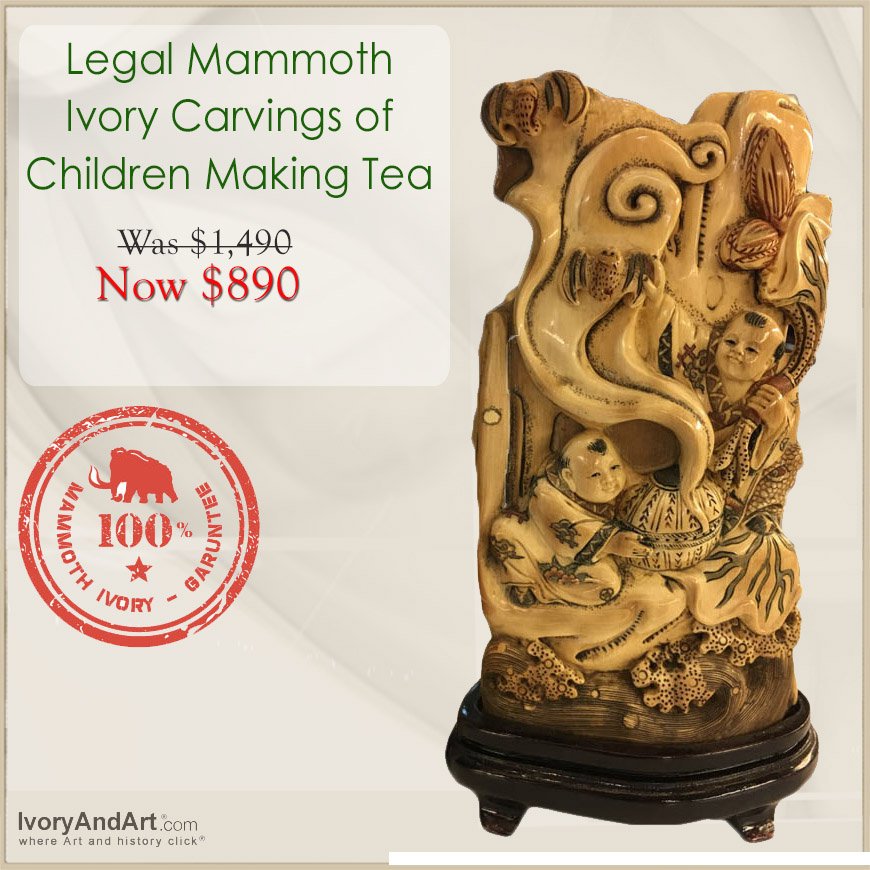 Legal Mammoth
Ivory Carvings of
Children Making Tea
Was $1,490
Now $890
100%
MAMMOTH IVORY - GARUNTEE
IvoryAndArt®.com
where Art and history click®